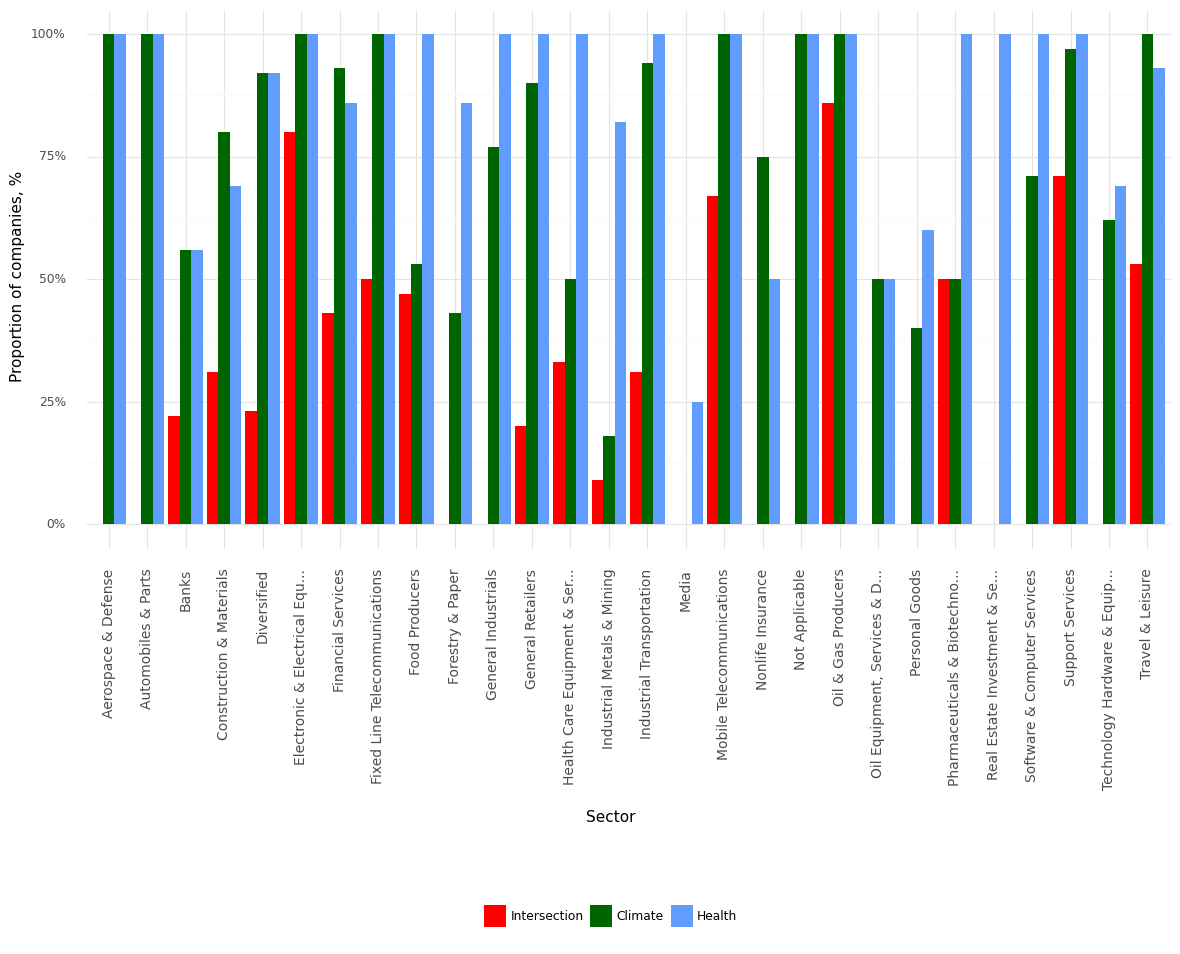 Proportion of companies, %
100%
75%
50%
25%
0%
Aerospace & Defense
Automobiles & Parts
Banks
Construction & Materials
Diversified
Electronic & Electrical Equ...
Financial Services
Fixed Line Telecommunications
Food Producers
Forestry & Paper
General Industrials
General Retailers
Health Care Equipment & Ser...
Industrial Metals & Mining
Industrial Transportation
Media
Mobile Telecommunications
Nonlife Insurance
Not Applicable
Oil & Gas Producers
Oil Equipment, Services & D...
Personal Goods
Pharmaceuticals & Biotechno...
Real Estate Investment & Se...
Software & Computer Services
Support Services
Technology Hardware & Equip...
Travel & Leisure
Sector
Intersection
Climate
Health